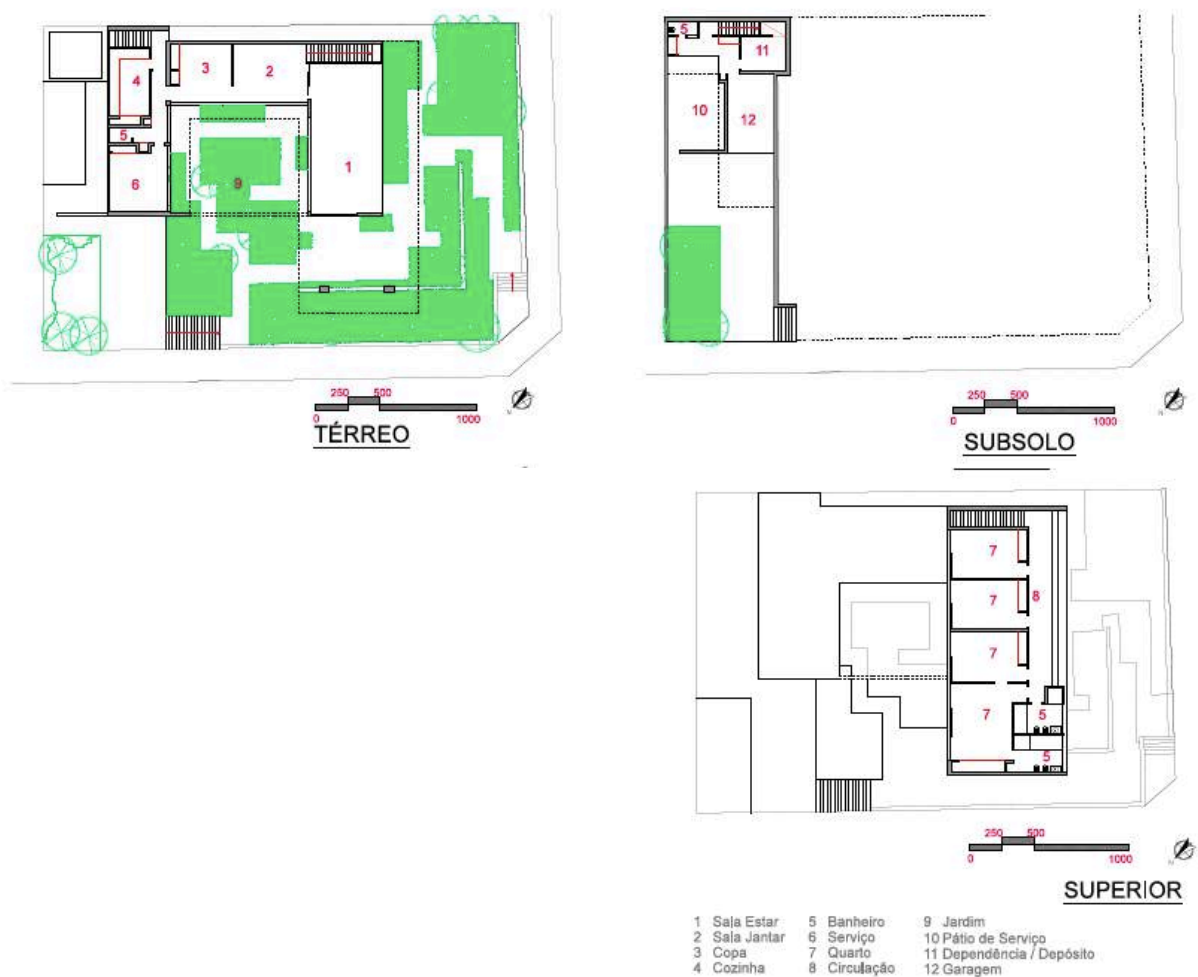 3
2
4
5
1
6
9
1
250 500
0 1000
N
TÉRREO
5
11
10
12
250 500
0 1000
N
SUBSOLO
7
7
8
7
7
5
5
250 500
0 1000
N
SUPERIOR
1 Sala Estar 5 Banheiro 9 Jardim
2 Sala Jantar 6 Serviço 10 Pátio de Serviço
3 Copa 7 Quarto 11 Dependência / Depósito
4 Cozinha 8 Circulação 12 Garagem